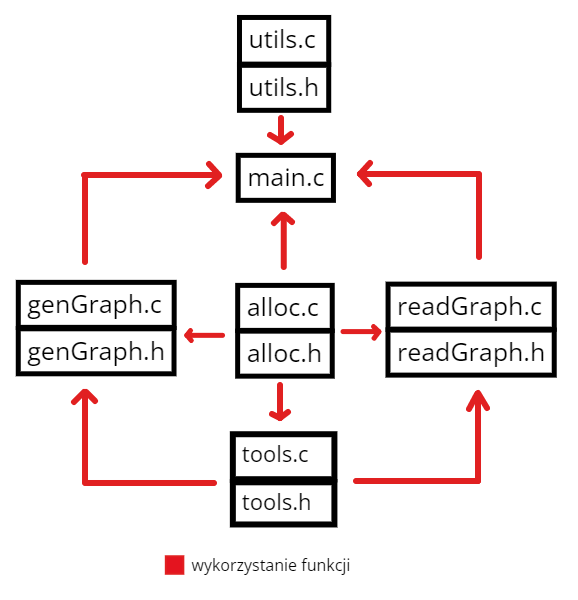 utils.c
utils.h
main.c
genGraph.c
genGraph.h
alloc.c
alloc.h
readGraph.c
readGraph.h
tools.c
tools.h
wykorzystanie funkcji